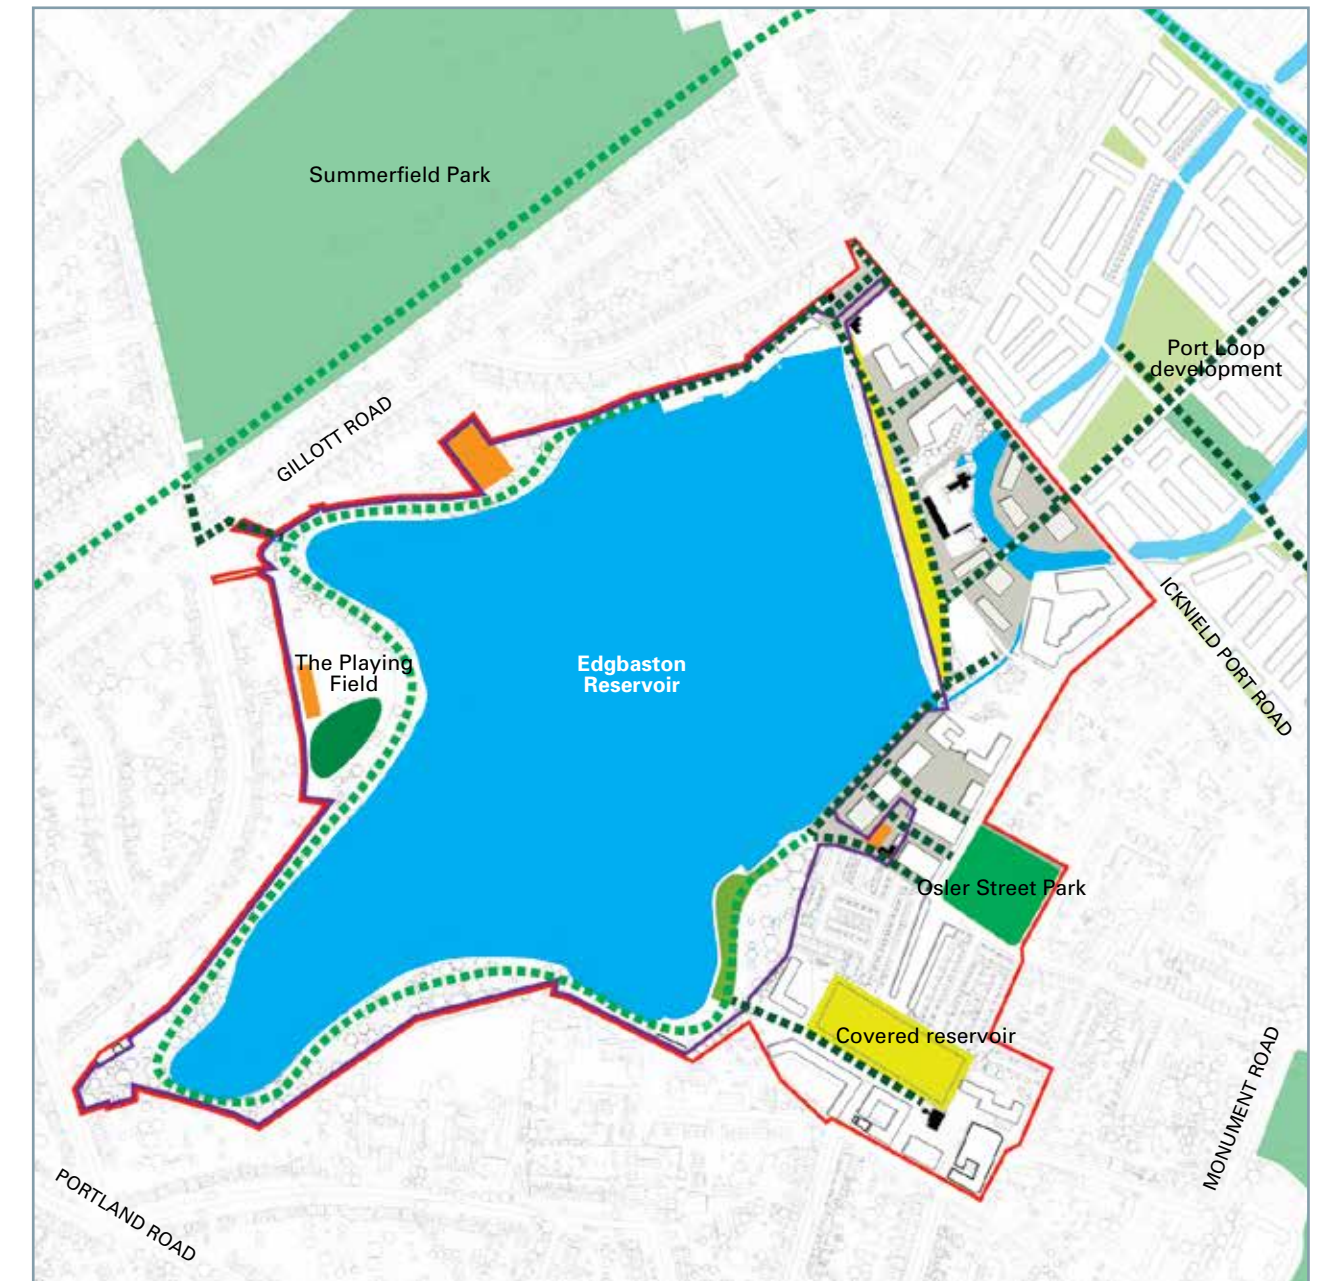 Summerfield Park
Port Loop
development
GILLOTT ROAD
ICKNIELD PORT ROAD
The Playing
Field
Edgbaston
Reservoir
Osler Street Park
Covered reservoir
MONUMENT ROAD
PORTLAND ROAD